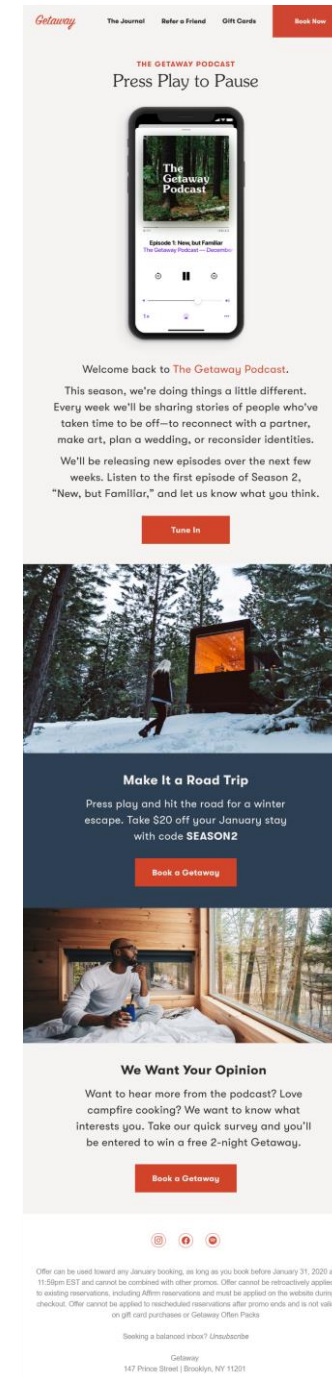 Getaway
The Journal
Refer a Friend
Gift Cards
Book Now
THE GETAWAY PODCAST
Press Play to Pause
The
Getaway
Podcast
Episode 1: New, but Familiar
The Getaway Podcast — December
1x
Welcome back to The Getaway Podcast.
This season, we're doing things a little different.
Every week we'll be sharing stories of people who've
taken time to be off—to reconnect with a partner,
make art, plan a wedding, or reconsider identities.
We'll be releasing new episodes over the next few
weeks. Listen to the first episode of Season 2,
“New, but Familiar,” and let us know what you think.
Tune In
Make It a Road Trip
Press play and hit the road for a winter
escape. Take $20 off your January stay
with code SEASON2
Book a Getaway
We Want Your Opinion
Want to hear more from the podcast? Love
campfire cooking? We want to know what
interests you. Take our quick survey and you'll
be entered to win a free 2-night Getaway.
Book a Getaway
Offer can be used toward any January booking, as long as you book before January 31, 2020 a
11:59pm EST and cannot be combined with other promos. Offer cannot be retroactively applied
to existing reservations, including Affirm reservations and must be applied on the website during
checkout. Offer cannot be applied to rescheduled reservations after promo ends and is not vali
on gift card purchases or Getaway Often Packs
Seeking a balanced inbox? Unsubscribe
Getaway
147 Prince Street | Brooklyn, NY 11201